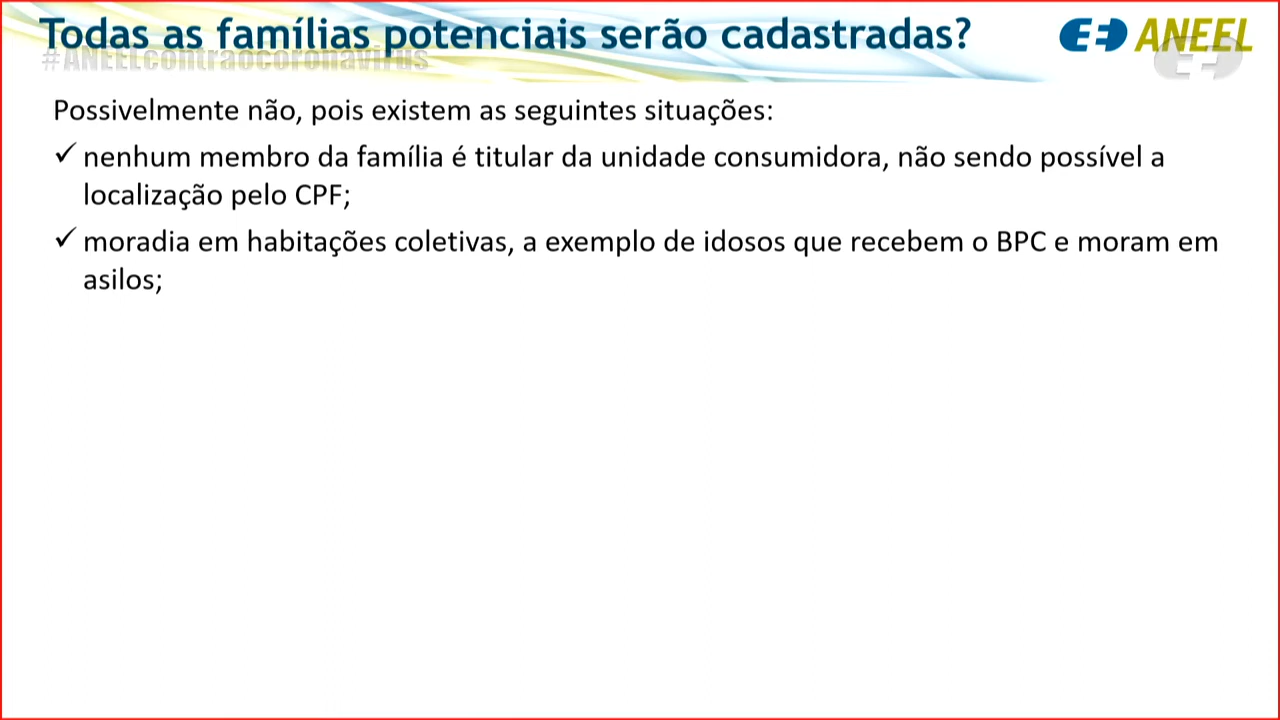 Todas as famílias potenciais serão cadastradas?
ANEEL
#ANEELcontraocoronavirus
Possivelmente não, pois existem as seguintes situações:
✓ nenhum membro da família é titular da unidade consumidora, não sendo possível a
localização pelo CPF;
✓ moradia em habitações coletivas, a exemplo de idosos que recebem o BPC e moram em
asilos;